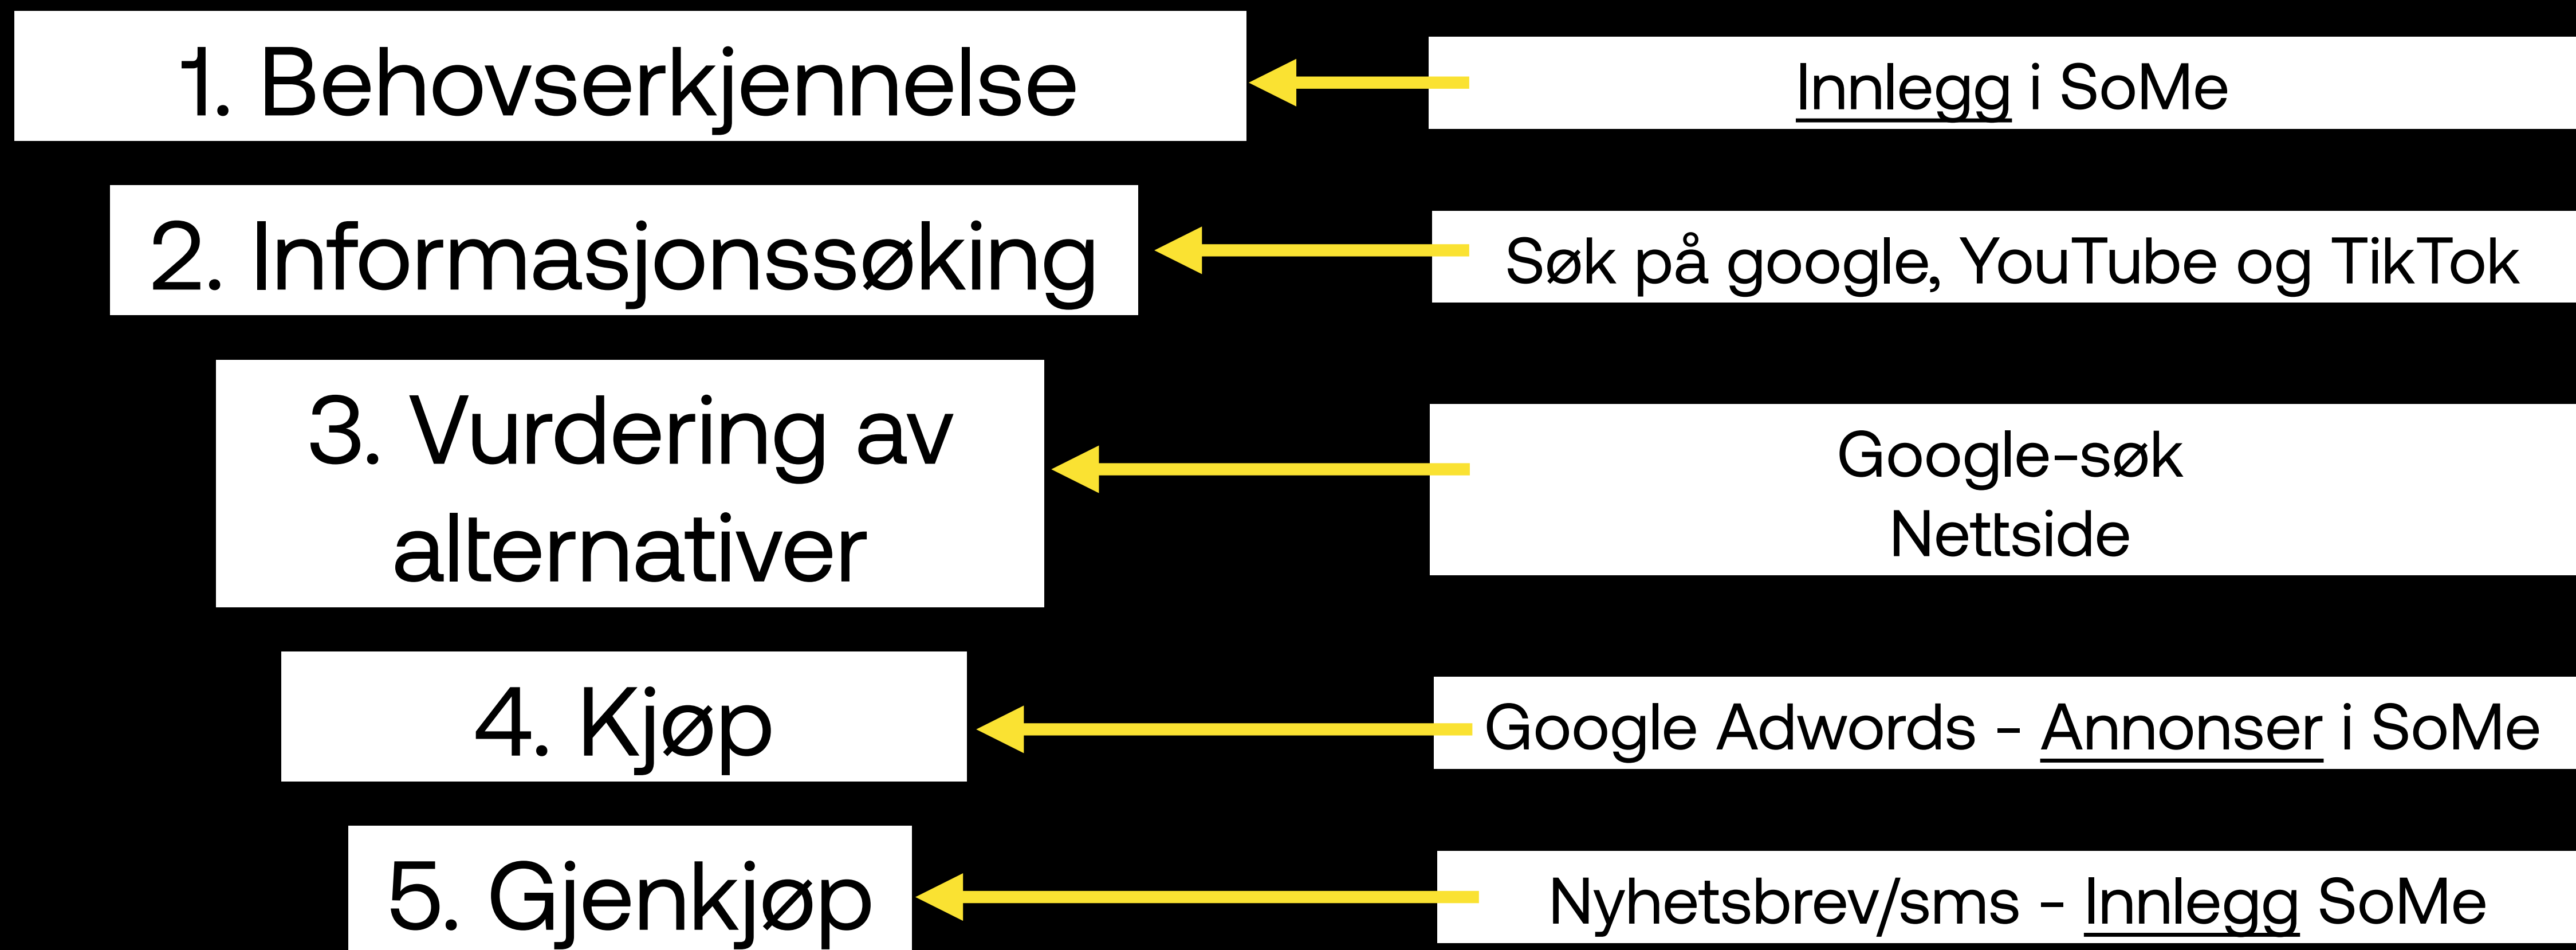 1. Behovserkjennelse
Innlegg i SoMe
2. Informasjonssøking
Søk på google, YouTube og TikTok
3. Vurdering av
alternativer
Google-søk
Nettside
4. Kjøp
Google Adwords - Annonser i SoMe
5. Gjenkjøp
Nyhetsbrev/sms - Innlegg SoMe